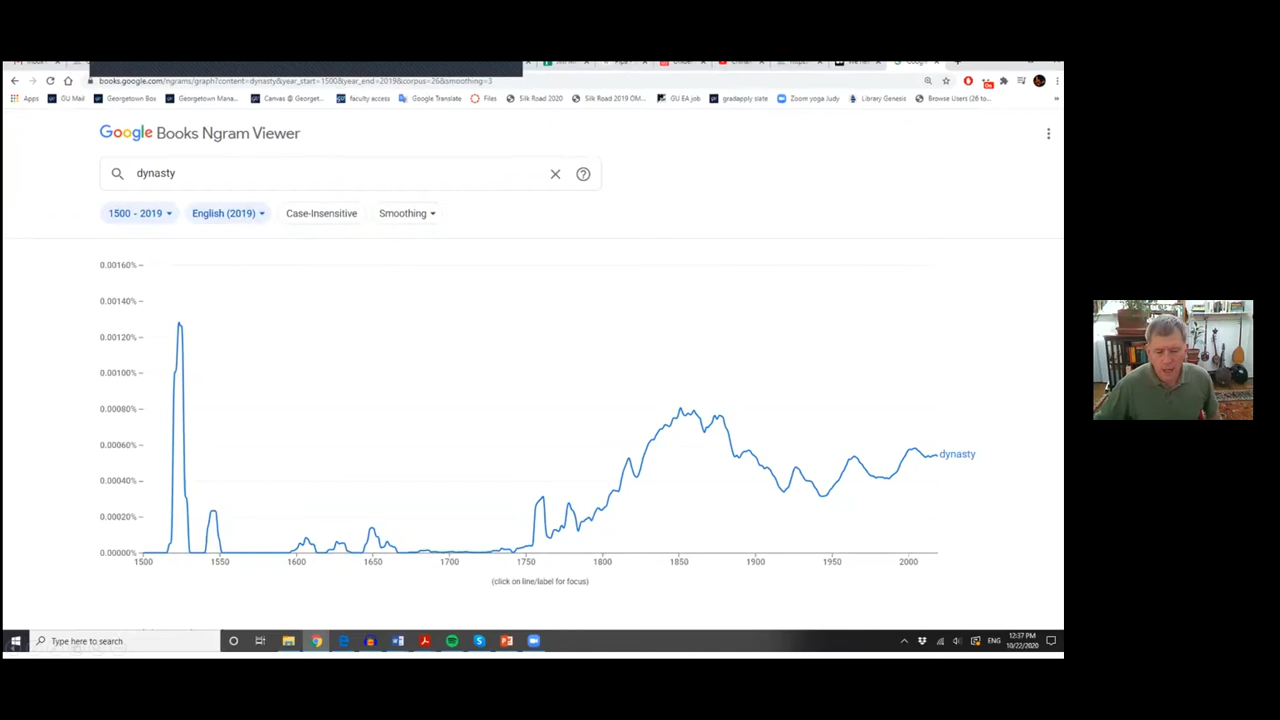 books.google.com/ngrams/graph?content=dynasty&year_start=1500&year_end=2019&corpus=26&smoothing=3
Apps GU Mail Georgetown Box Georgetown Mana... Canvas @ Georget... faculty access Google Translate Files Silk Road 2020 Silk Road 2019 OM... GU EA job gradapply slate Zoom yoga Judy Library Genesis Browse Users (26 to...
Google Books Ngram Viewer
dynasty
1500 - 2019 English (2019) Case-Insensitive Smoothing
0.00160%
0.00140%
0.00120%
0.00100%
0.00080%
0.00060%
dynasty
0.00040%
0.00020%
0.00000%
1500 1550 1600 1650 1700 1750 1800 1850 1900 1950 2000
(click on line/label for focus)
Type here to search
ENG
12:37 PM
10/22/2020